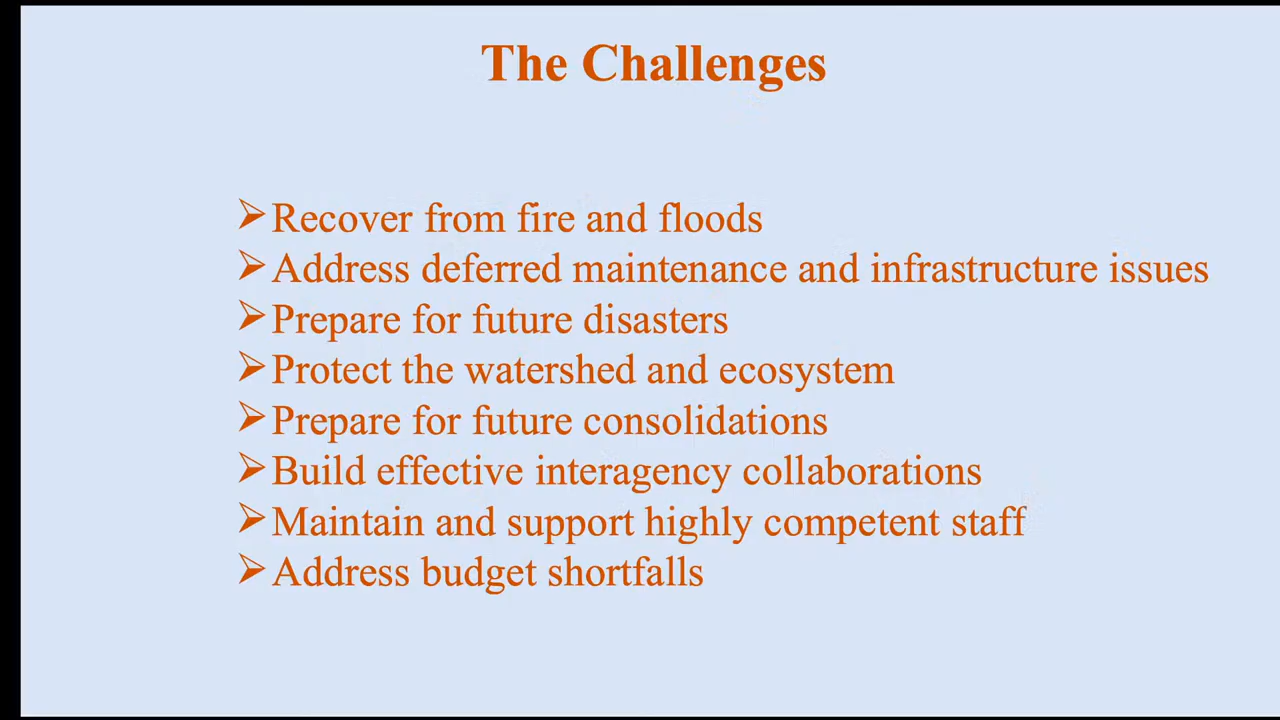 The Challenges
➢Recover from fire and floods
➢Address deferred maintenance and infrastructure issues
➢Prepare for future disasters
➢Protect the watershed and ecosystem
➢Prepare for future consolidations
➢Build effective interagency collaborations
➢Maintain and support highly competent staff
➢Address budget shortfalls